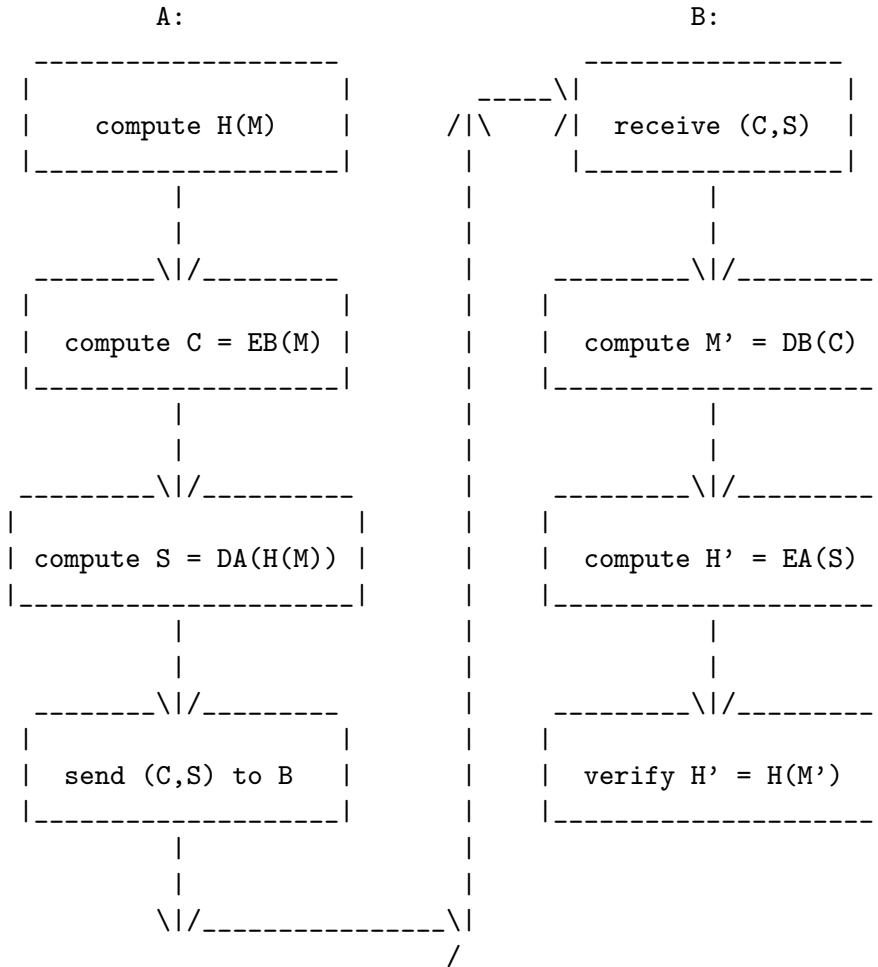 A:
B:
compute H(M)
receive (C,S)
compute C = EB(M)
compute M' = DB(C)
compute S = DA(H(M))
compute H' = EA(S)
send (C,S) to B
verify H' = H(M')